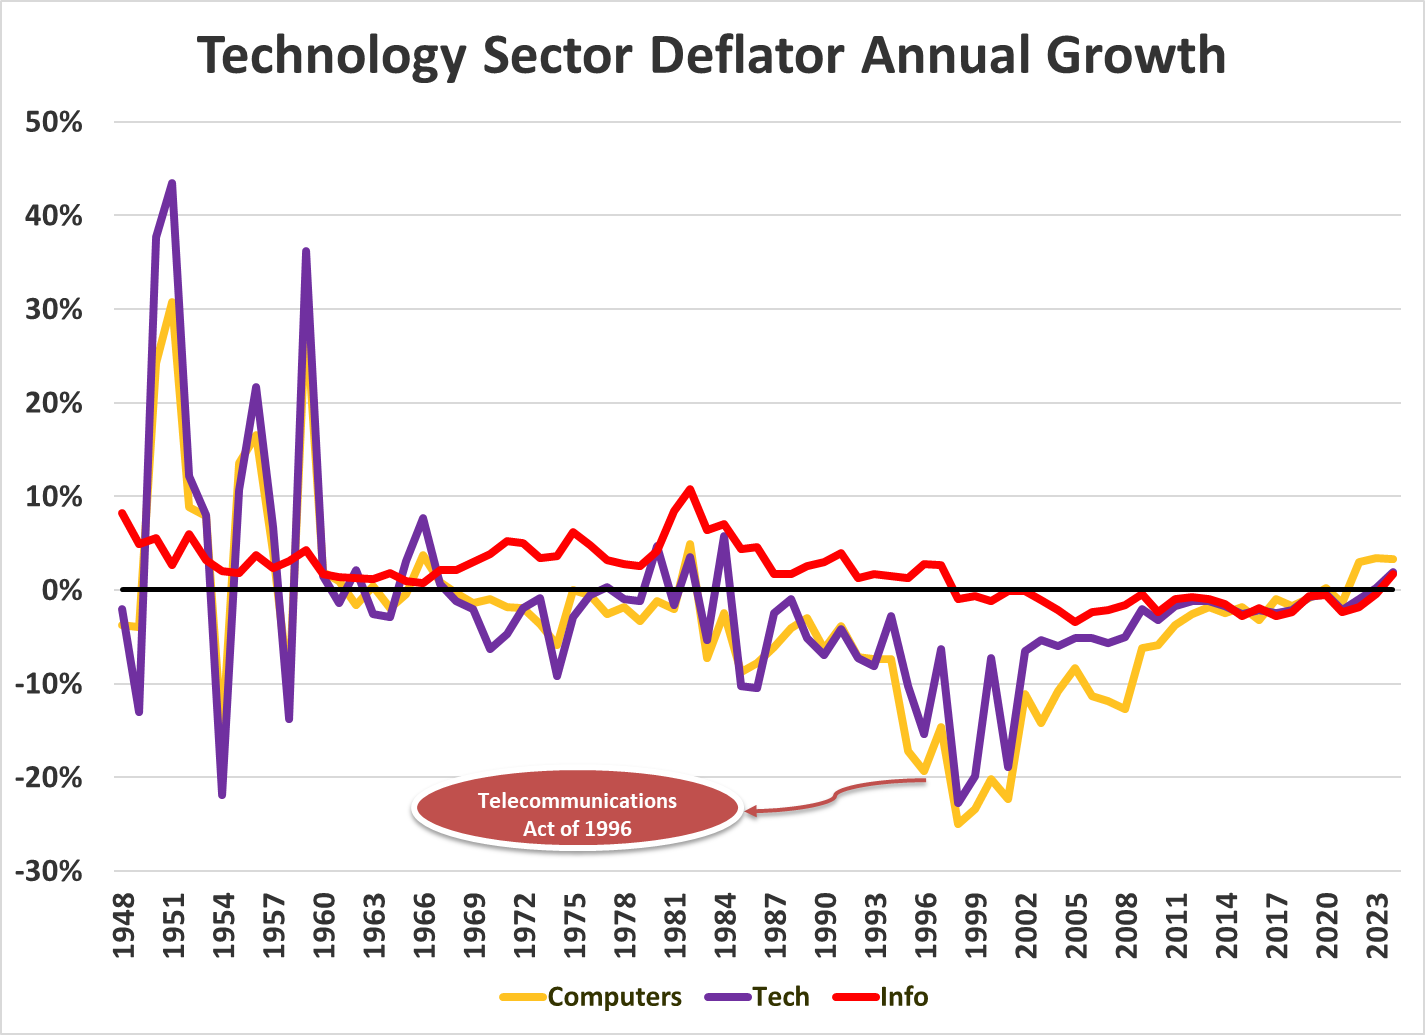 Technology Sector Deflator Annual Growth
50%
40%
30%
20%
10%
0%
-10%
-20%
-30%
Telecommunications
Act of 1996
1948 1951 1954 1957 1960 1963 1966 1969 1972 1975 1978 1981 1984 1987 1990 1993 1996 1999 2002 2005 2008 2011 2014 2017 2020 2023
Computers Tech Info